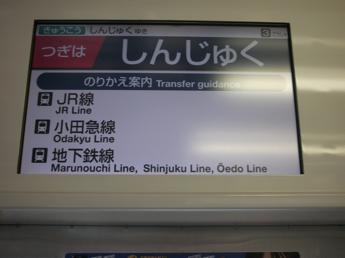 きゅうこう しんじゅく ゆき
つぎは しんじゅく
のりかえ案内 Transfer guidance
JR線
JR Line
小田急線
Odakyu Line
地下鉄線
Marunouchi Line, Shinjuku Line, Ōedo Line